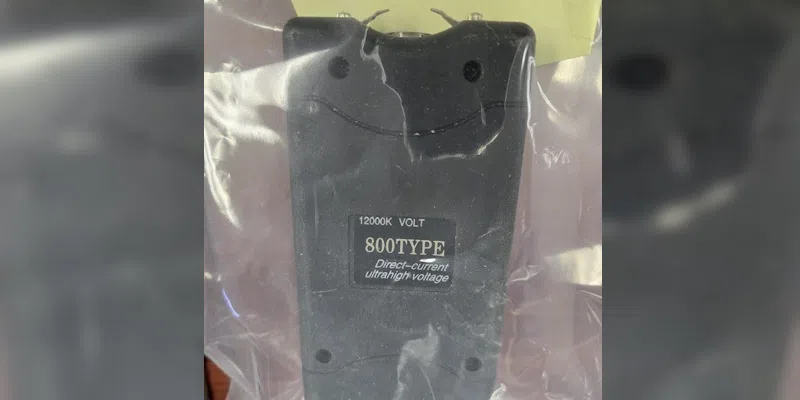 12000K VOLT
800TYPE
Direct-current
ultrahigh voltage